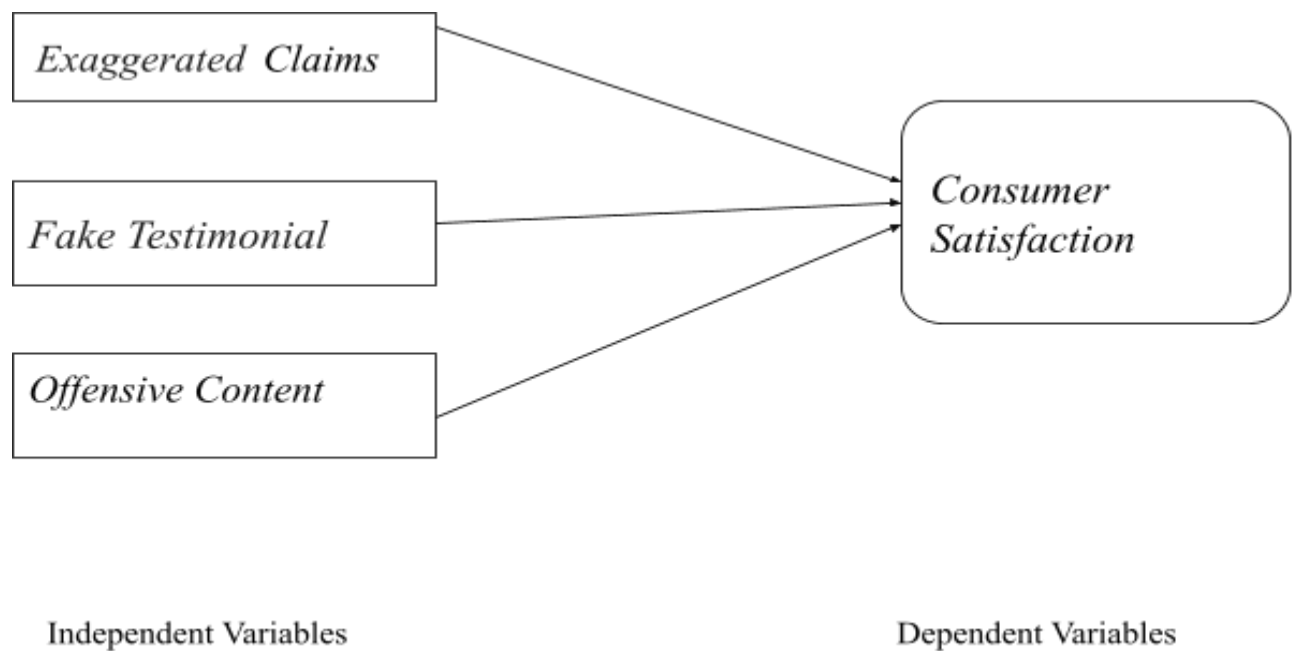 Exaggerated Claims
Fake Testimonial
Offensive Content
Consumer
Satisfaction
Independent Variables
Dependent Variables